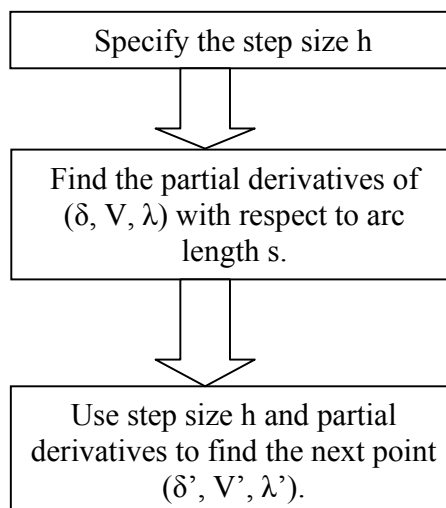 Specify the step size h
Find the partial derivatives of
(δ, V, λ) with respect to arc
length s.
Use step size h and partial
derivatives to find the next point
(δ’, V’, λ’).